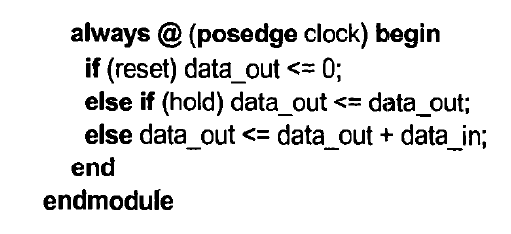 always @ (posedge clock) begin
if (reset) data_out <= 0;
else if (hold) data_out <= data_out;
else data_out <= data_out + data_in;
end
endmodule